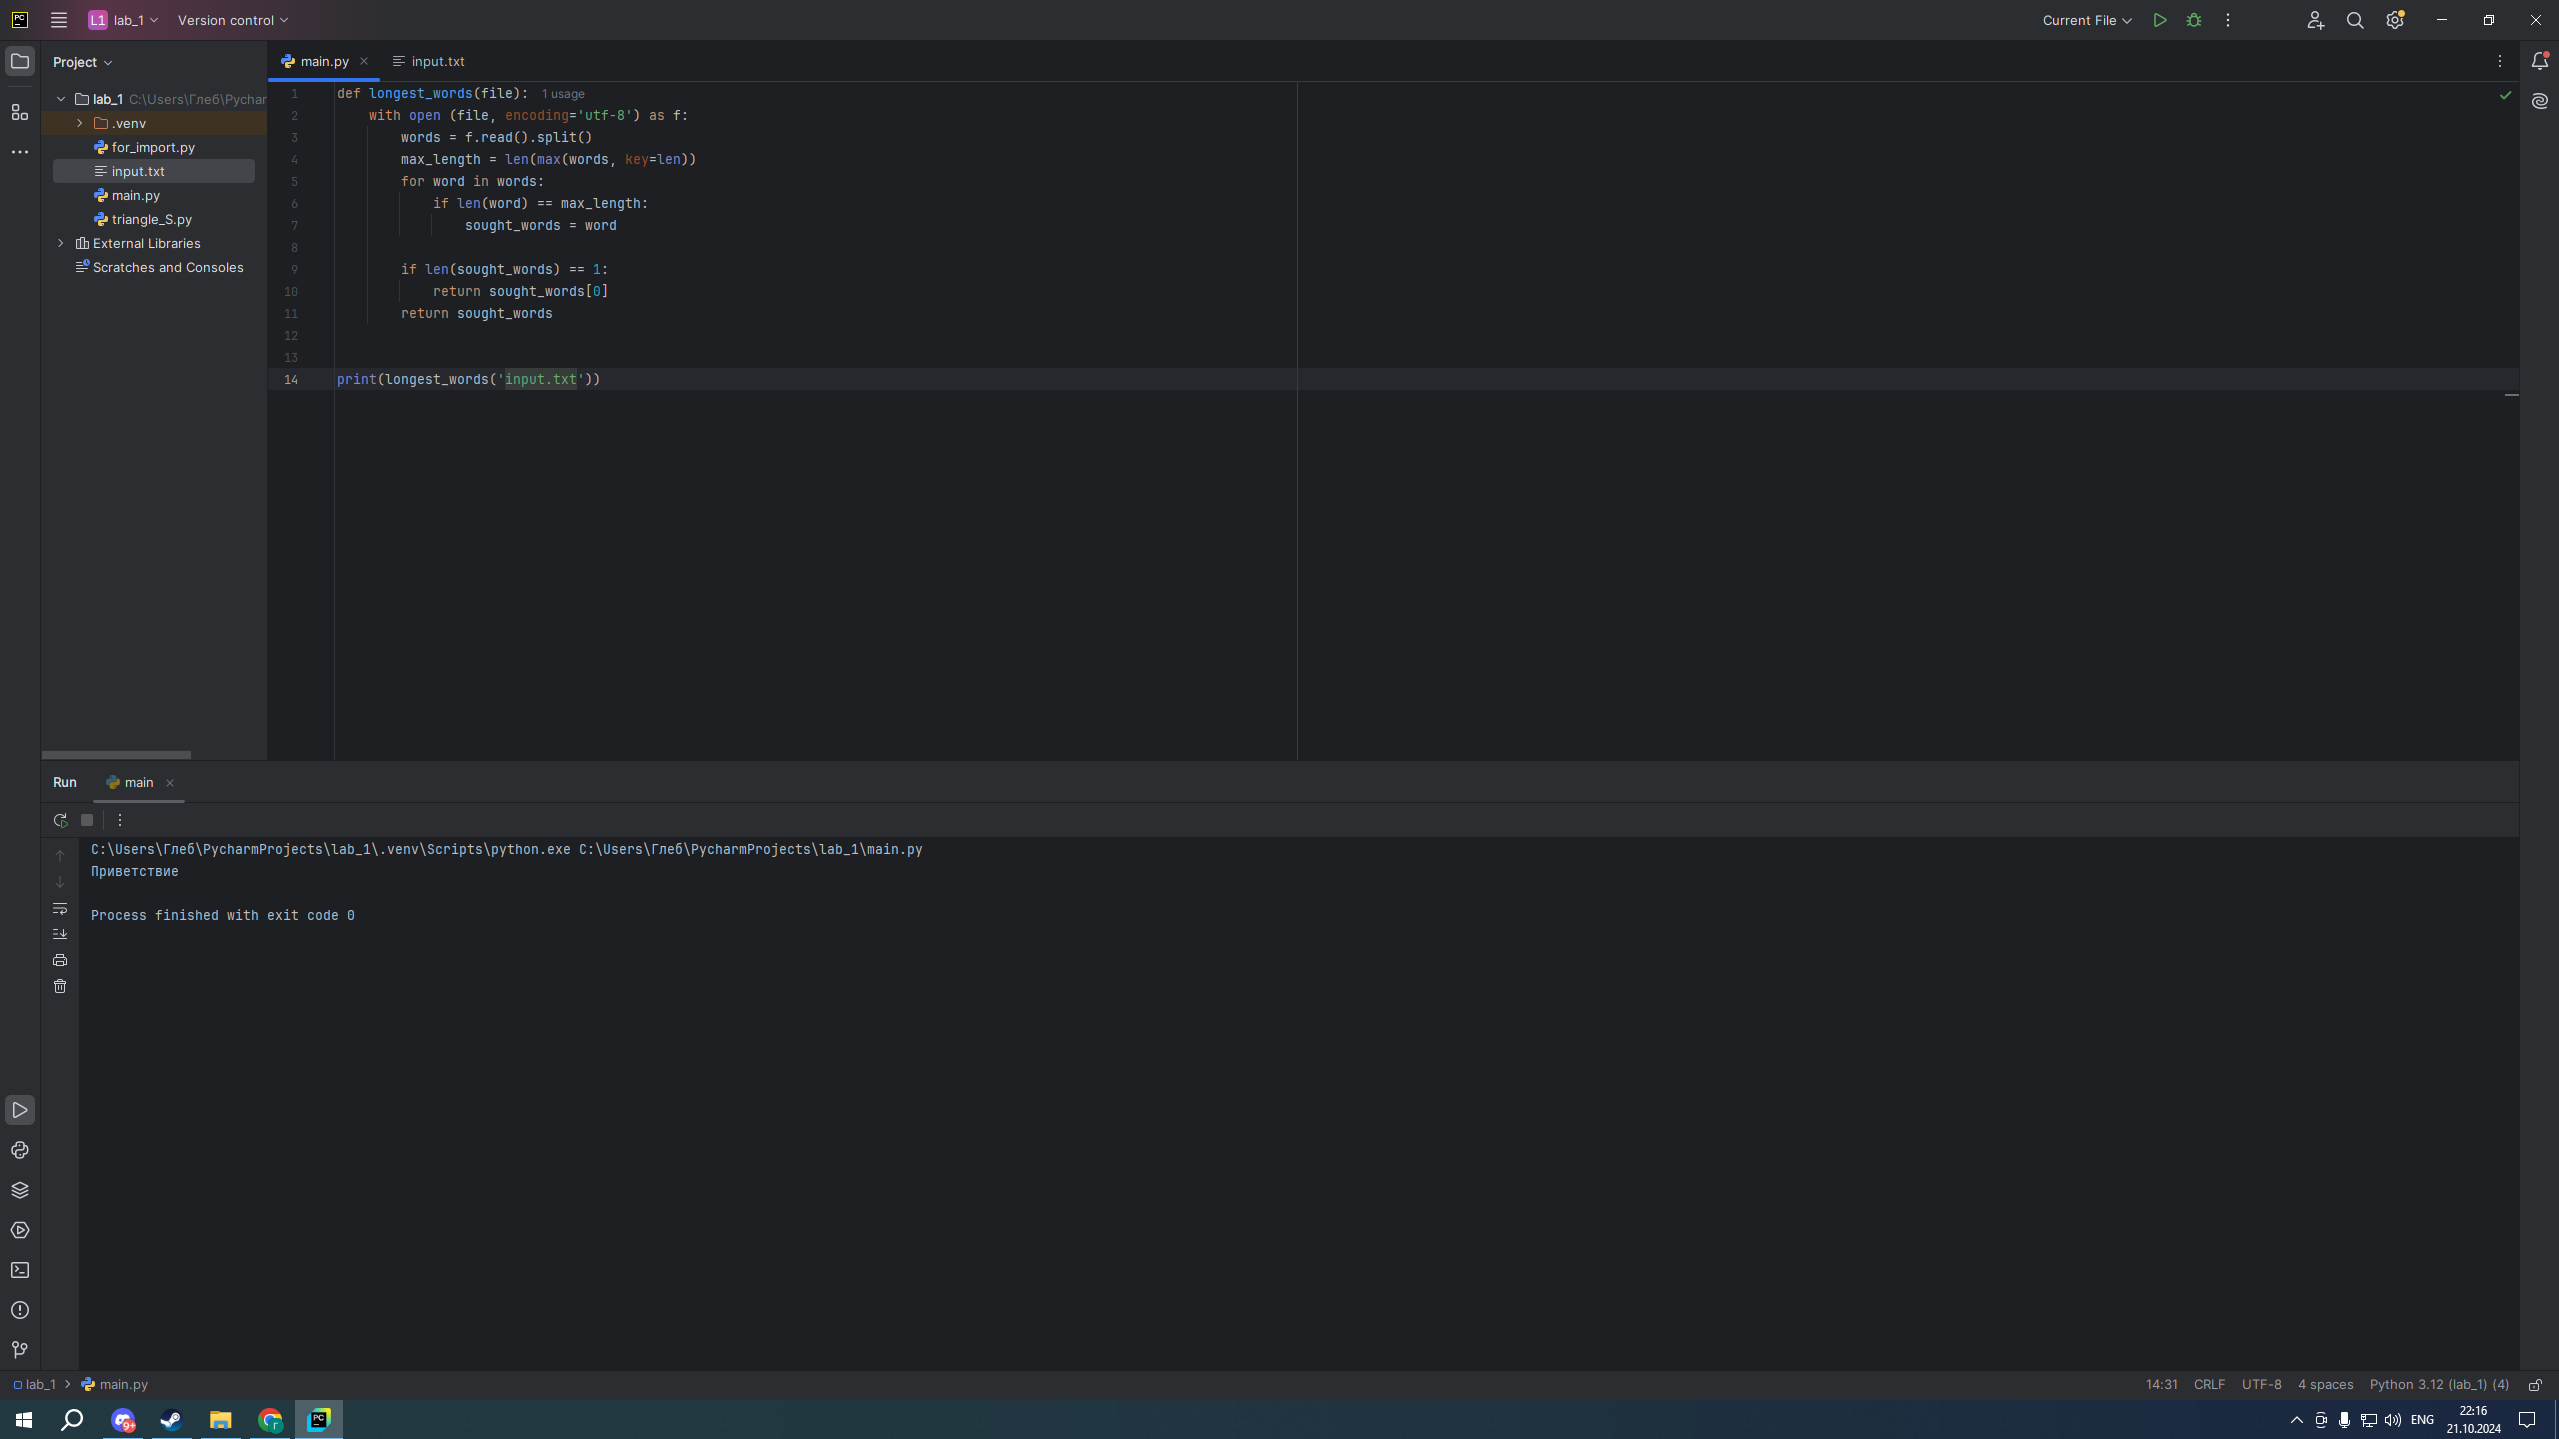 PC
L1 lab_1
Version control
Current File
Project
main.py
input.txt
lab_1 C:\Users\Глеб\Pychar
.venv
for_import.py
input.txt
main.py
triangle_S.py
External Libraries
Scratches and Consoles
1 def longest_words(file): 1 usage
2 with open (file, encoding='utf-8') as f:
3 words = f.read().split()
4 max_length = len(max(words, key=len))
5 for word in words:
6 if len(word) == max_length:
7 sought_words = word
8
9 if len(sought_words) == 1:
10 return sought_words[0]
11 return sought_words
12
13
14 print(longest_words('input.txt'))
Run
main
C:\Users\Глеб\PycharmProjects\lab_1\.venv\Scripts\python.exe C:\Users\Глеб\PycharmProjects\lab_1\main.py
Приветствие
Process finished with exit code 0
lab_1
main.py
14:31
CRLF
UTF-8
4 spaces
Python 3.12 (lab_1) (4)
9+
Г
PC
ENG
22:16
21.10.2024